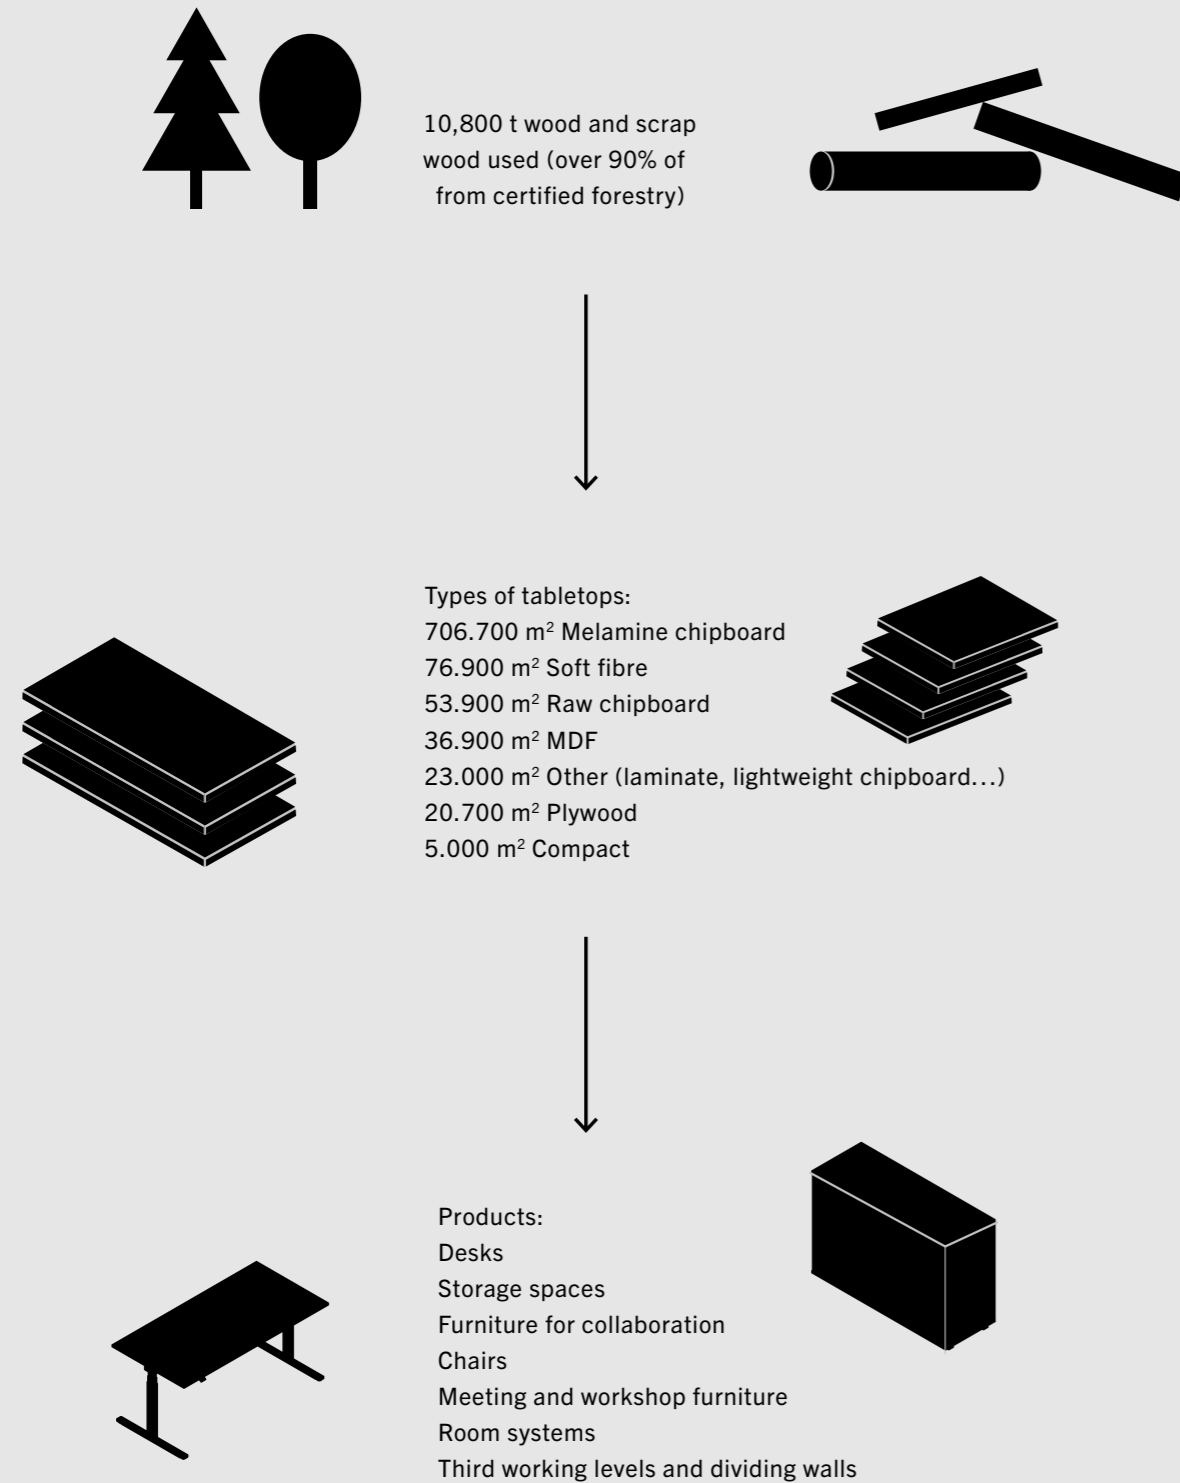 10,800 t wood and scrap
wood used (over 90% of
from certified forestry)
Types of tabletops:
706.700 m² Melamine chipboard
76.900 m² Soft fibre
53.900 m² Raw chipboard
36.900 m² MDF
23.000 m² Other (laminate, lightweight chipboard…)
20.700 m² Plywood
5.000 m² Compact
Products:
Desks
Storage spaces
Furniture for collaboration
Chairs
Meeting and workshop furniture
Room systems
Third working levels and dividing walls